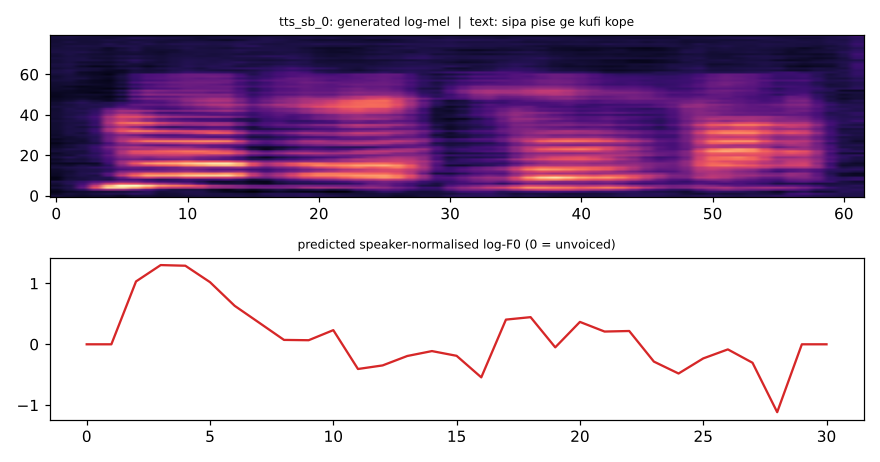 tts_sb_0: generated log-mel | text: sipa pise ge kufi kope
60
40
20
0
0 10 20 30 40 50 60
predicted speaker-normalised log-F0 (0 = unvoiced)
1
0
−1
0 5 10 15 20 25 30